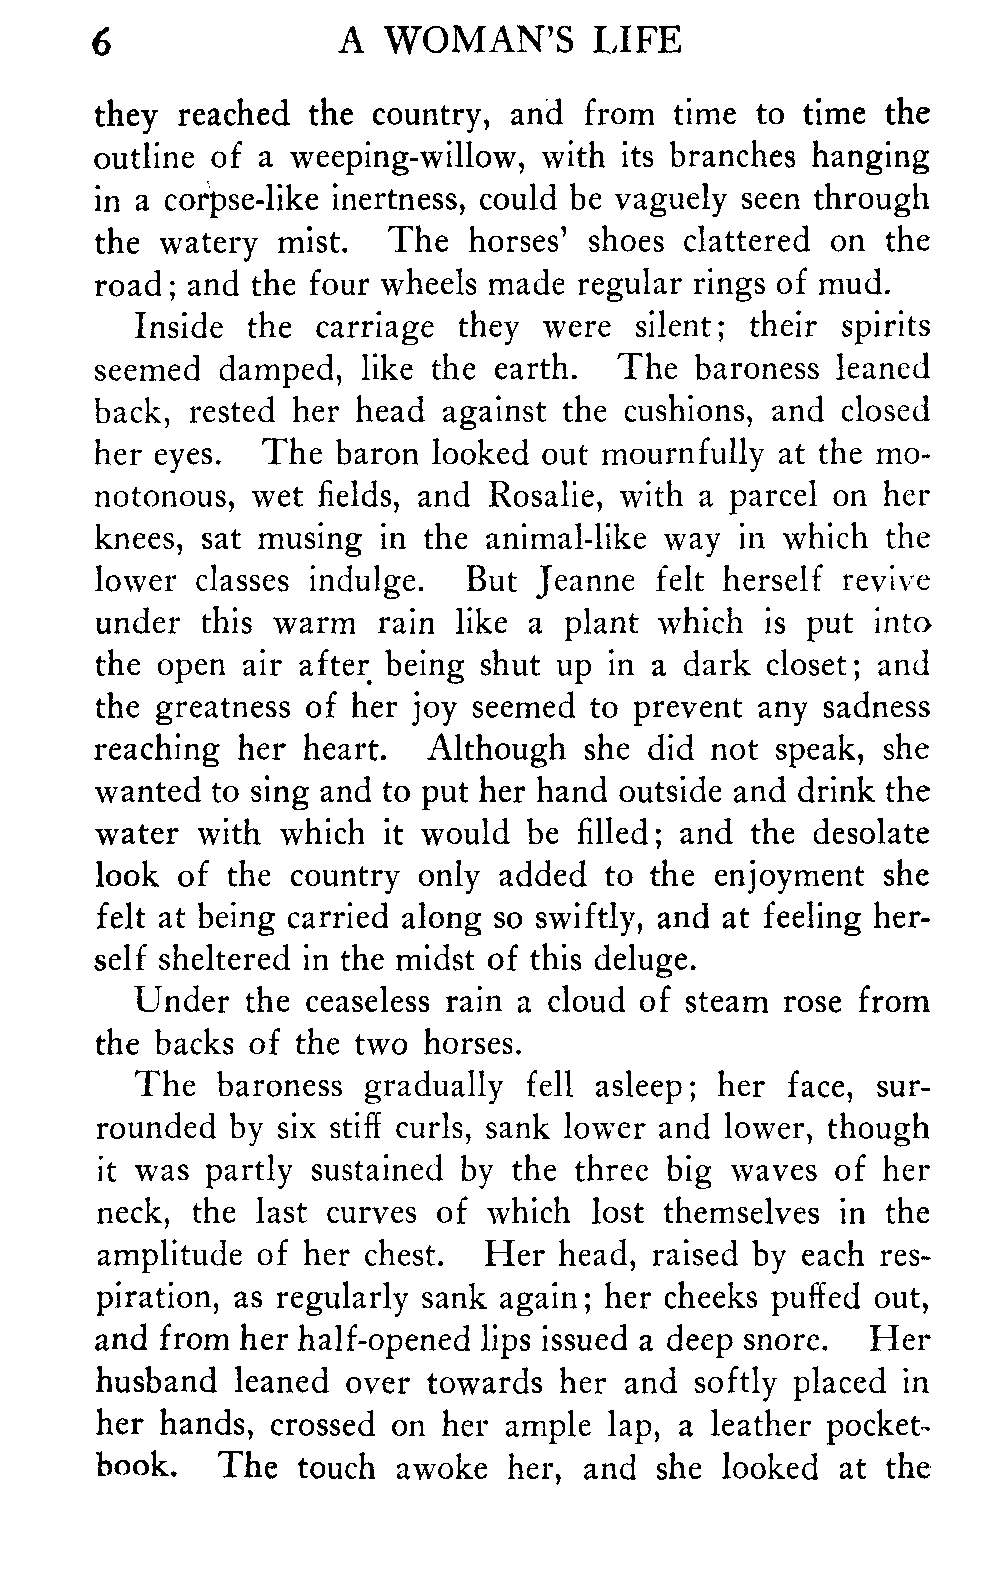 6 A WOMAN'S LIFE
they reached the country, and from time to time the
outline of a weeping-willow, with its branches hanging
in a corpse-like inertness, could be vaguely seen through
the watery mist. The horses' shoes clattered on the
road; and the four wheels made regular rings of mud.
Inside the carriage they were silent; their spirits
seemed damped, like the earth. The baroness leaned
back, rested her head against the cushions, and closed
her eyes. The baron looked out mournfully at the mo-
notonous, wet fields, and Rosalie, with a parcel on her
knees, sat musing in the animal-like way in which the
lower classes indulge. But Jeanne felt herself revive
under this warm rain like a plant which is put into
the open air after being shut up in a dark closet; and
the greatness of her joy seemed to prevent any sadness
reaching her heart. Although she did not speak, she
wanted to sing and to put her hand outside and drink the
water with which it would be filled; and the desolate
look of the country only added to the enjoyment she
felt at being carried along so swiftly, and at feeling her-
self sheltered in the midst of this deluge.
Under the ceaseless rain a cloud of steam rose from
the backs of the two horses.
The baroness gradually fell asleep; her face, sur-
rounded by six stiff curls, sank lower and lower, though
it was partly sustained by the three big waves of her
neck, the last curves of which lost themselves in the
amplitude of her chest. Her head, raised by each res-
piration, as regularly sank again; her cheeks puffed out,
and from her half-opened lips issued a deep snore. Her
husband leaned over towards her and softly placed in
her hands, crossed on her ample lap, a leather pocket-
book. The touch awoke her, and she looked at the